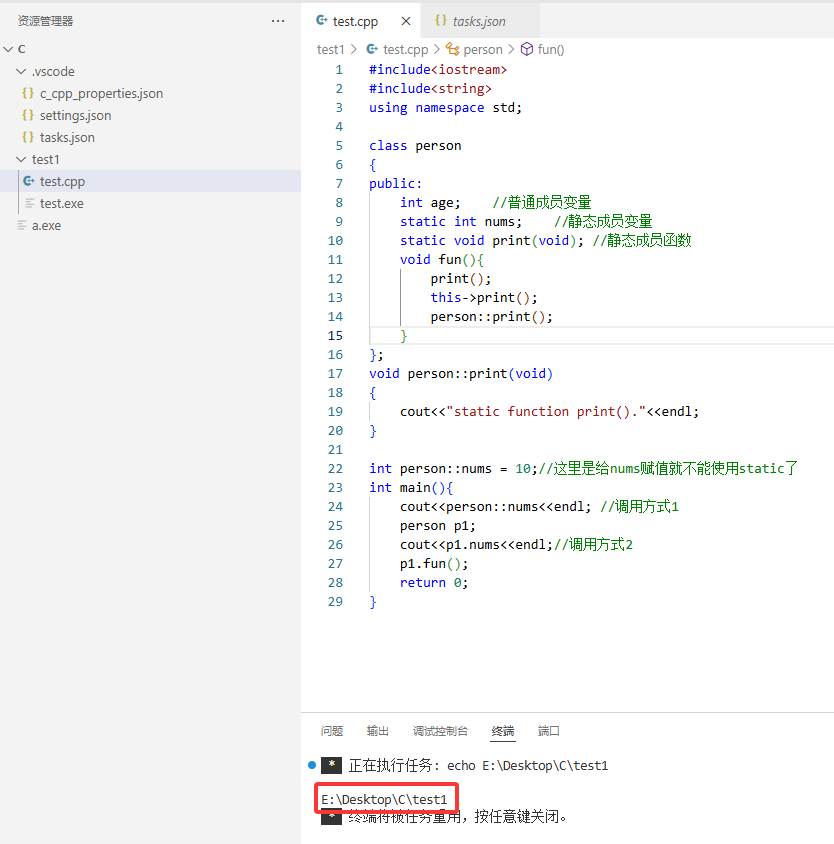 资源管理器
...
C
.vscode
{} c_cpp_properties.json
{} settings.json
{} tasks.json
test1
test.cpp
test.exe
a.exe
test.cpp ×
{} tasks.json
test1 > test.cpp > person > fun()
1 #include<iostream>
2 #include<string>
3 using namespace std;
4
5 class person
6 {
7 public:
8 int age; //普通成员变量
9 static int nums; //静态成员变量
10 static void print(void); //静态成员函数
11 void fun(){
12 print();
13 this->print();
14 person::print();
15 }
16 };
17 void person::print(void)
18 {
19 cout<<"static function print()."<<endl;
20 }
21
22 int person::nums = 10;//这里是给nums赋值就不能使用static了
23 int main(){
24 cout<<person::nums<<endl; //调用方式1
25 person p1;
26 cout<<p1.nums<<endl;//调用方式2
27 p1.fun();
28 return 0;
29 }
问题 输出 调试控制台 终端 端口
* 正在执行任务: echo E:\Desktop\C\test1
E:\Desktop\C\test1
* 终端将被任务重用，按任意键关闭。